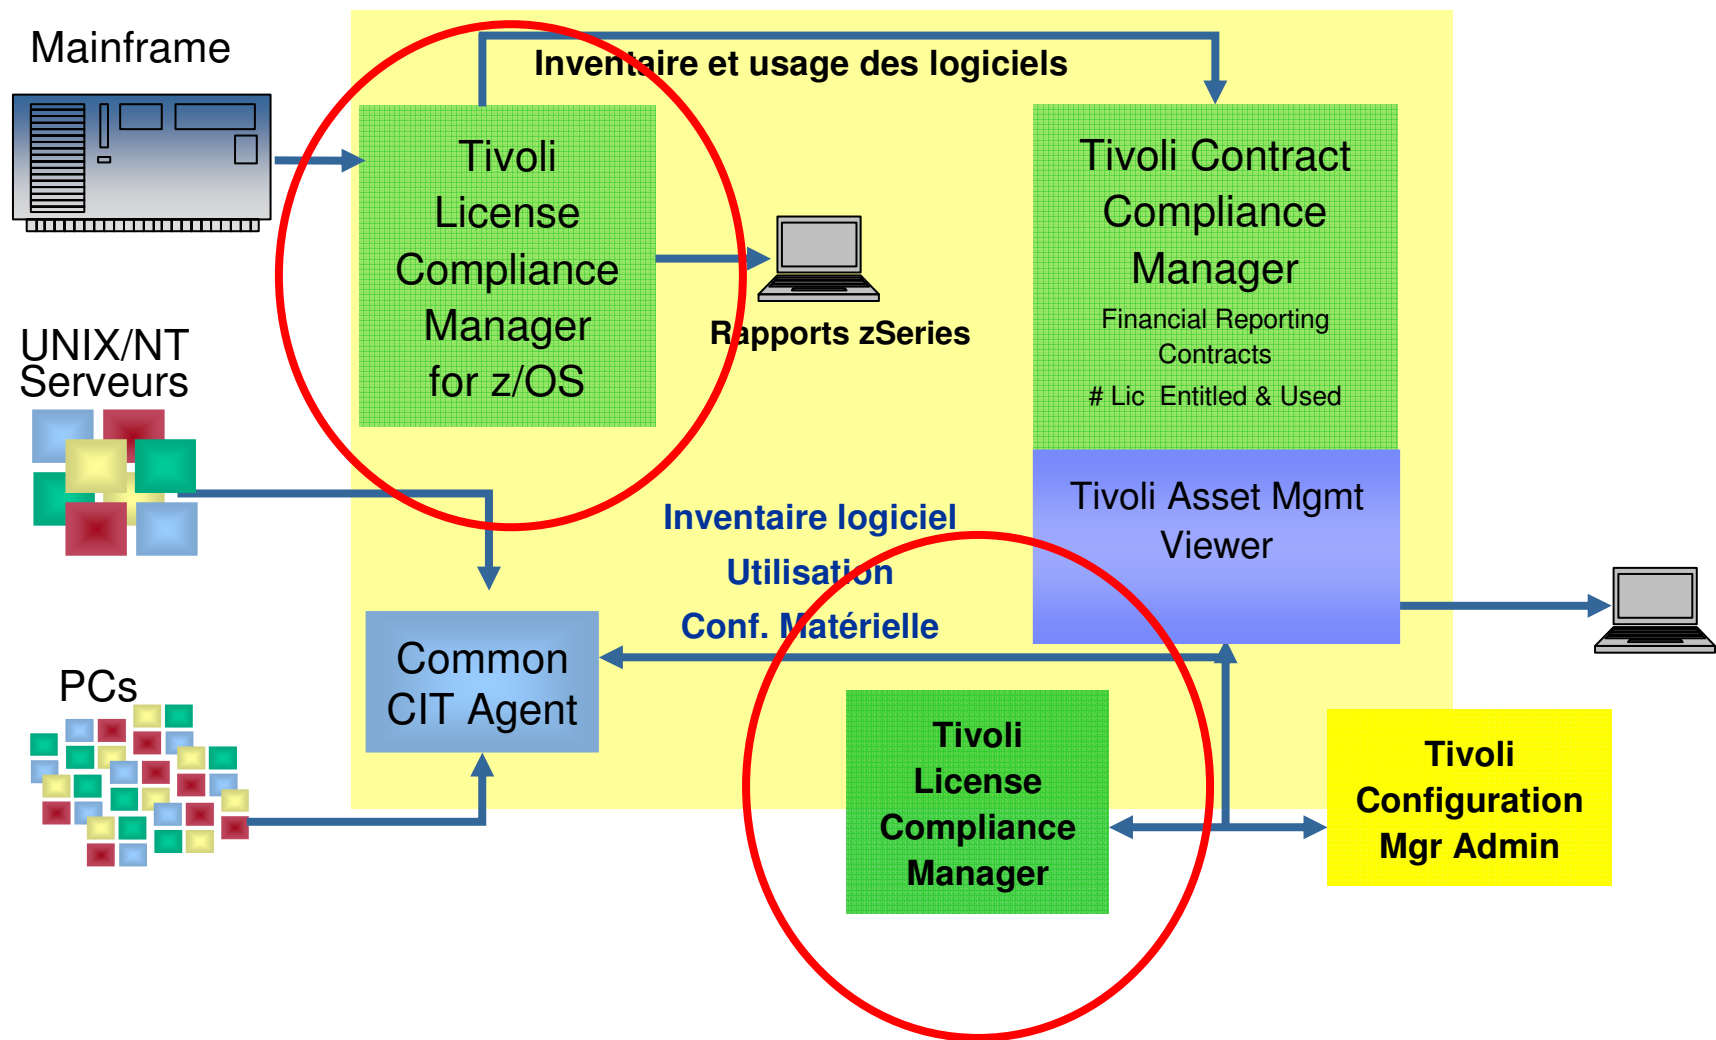 Mainframe
Inventaire et usage des logiciels
Tivoli
License
Compliance
Manager
for z/OS
Rapports zSeries
Tivoli Contract
Compliance
Manager
Financial Reporting
Contracts
# Lic Entitled & Used
UNIX/NT
Serveurs
Inventaire logiciel
Utilisation
Conf. Matérielle
Tivoli Asset Mgmt
Viewer
Common
CIT Agent
PCs
Tivoli
License
Compliance
Manager
Tivoli
Configuration
Mgr Admin